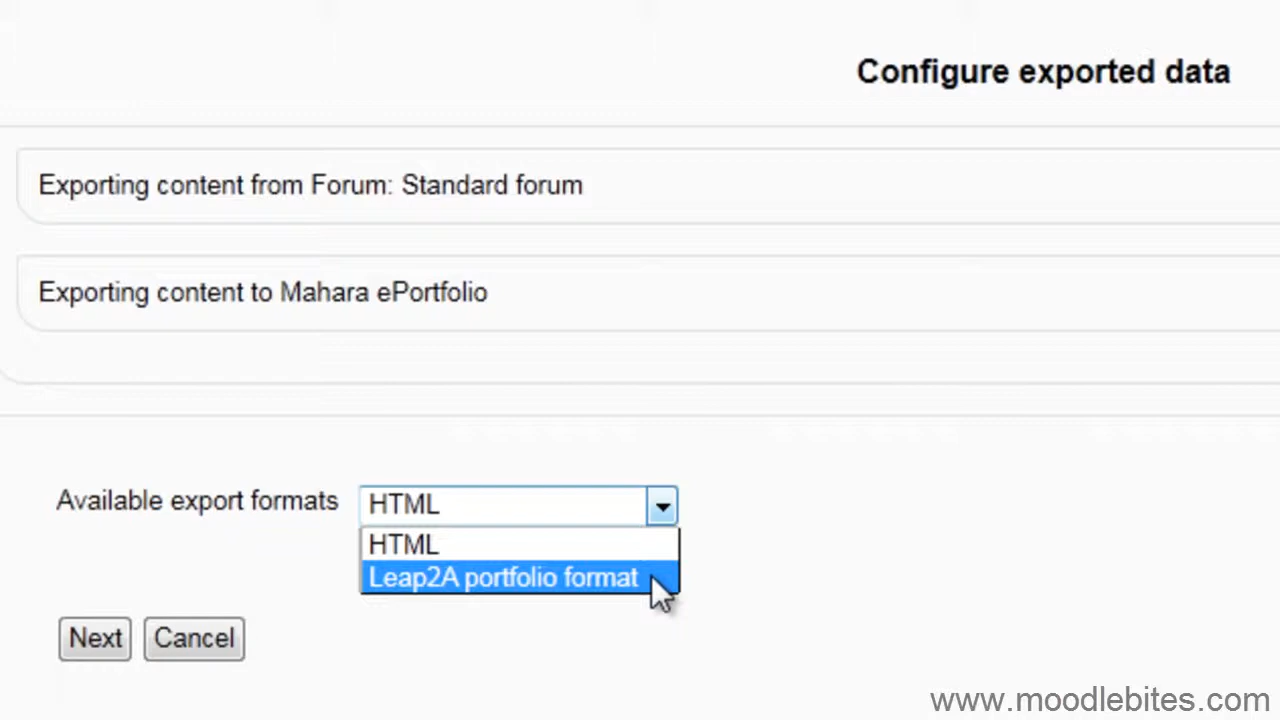 Configure exported data
Exporting content from Forum: Standard forum
Exporting content to Mahara ePortfolio
Available export formats
HTML
HTML
Leap2A portfolio format
Next
Cancel
www.moodlebites.com